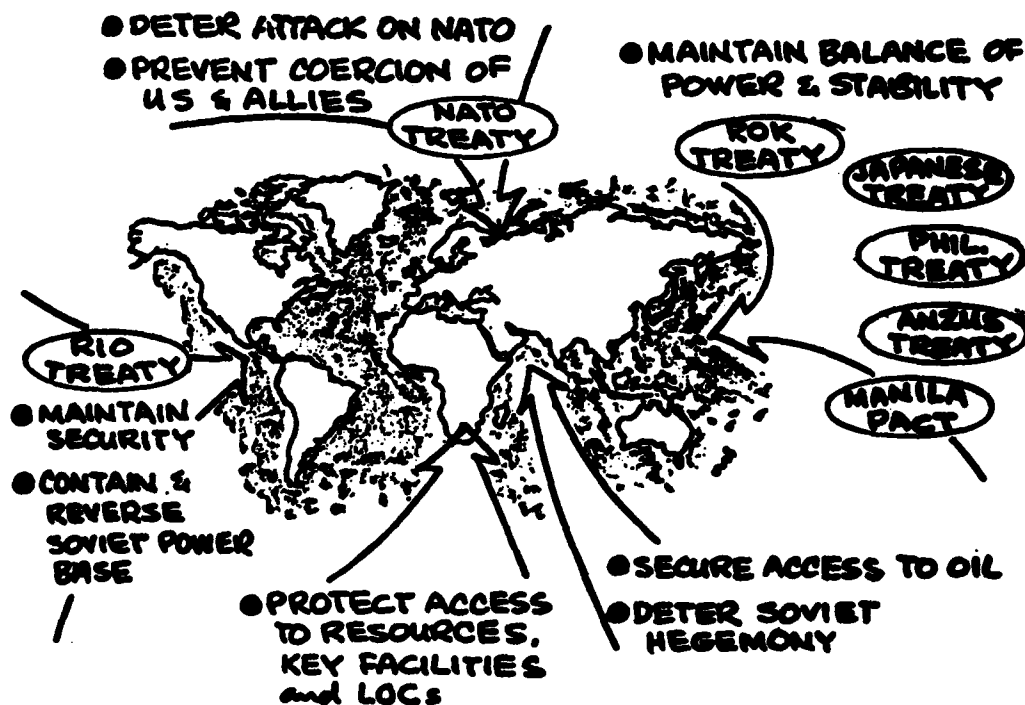 ● DETER ATTACK ON NATO
● PREVENT COERCION OF
US & ALLIES
NATO
TREATY
● MAINTAIN BALANCE OF
POWER & STABILITY
ROK
TREATY
JAPANESE
TREATY
PHIL.
TREATY
ANZUS
TREATY
MANILA
PACT
RIO
TREATY
● MAINTAIN
SECURITY
● CONTAIN &
REVERSE
SOVIET POWER
BASE
● PROTECT ACCESS
TO RESOURCES,
KEY FACILITIES
and LOCs
● SECURE ACCESS TO OIL
● DETER SOVIET
HEGEMONY